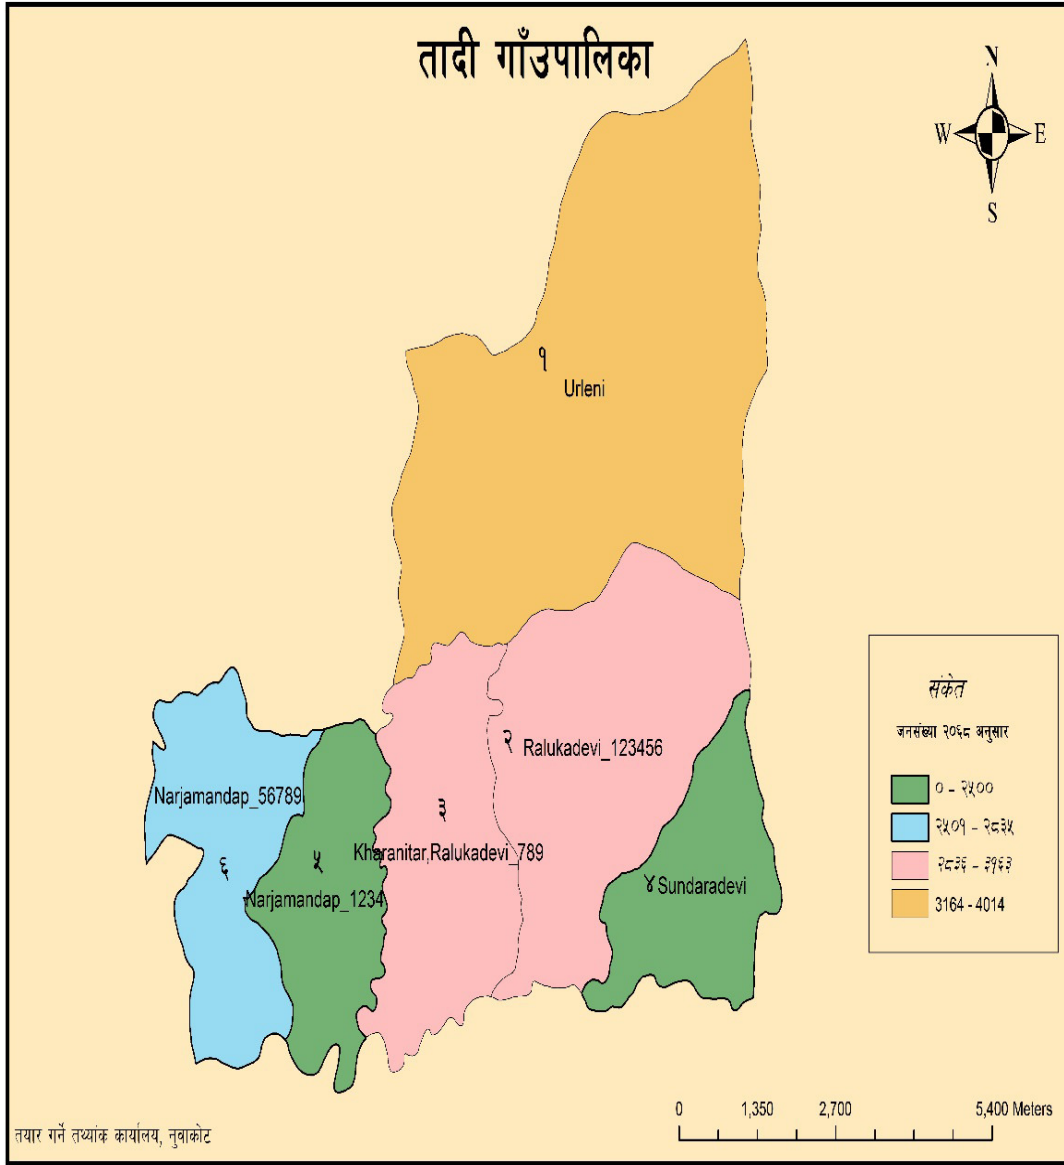 तादी गाँउपालिका
N
W E
S
१
Urleni
२
Ralukadevi_123456
३
Kharanitar,Ralukadevi_789
४
Sundaradevi
५
Narjamandap_1234
६
Narjamandap_56789
संकेत
जनसंख्या २०६८ अनुसार
० - २५००
२५०१ - २८३५
२८३६ - ३१६३
3164 - 4014
0 1,350 2,700 5,400 Meters
तयार गर्ने तथ्यांक कार्यालय, नुवाकोट